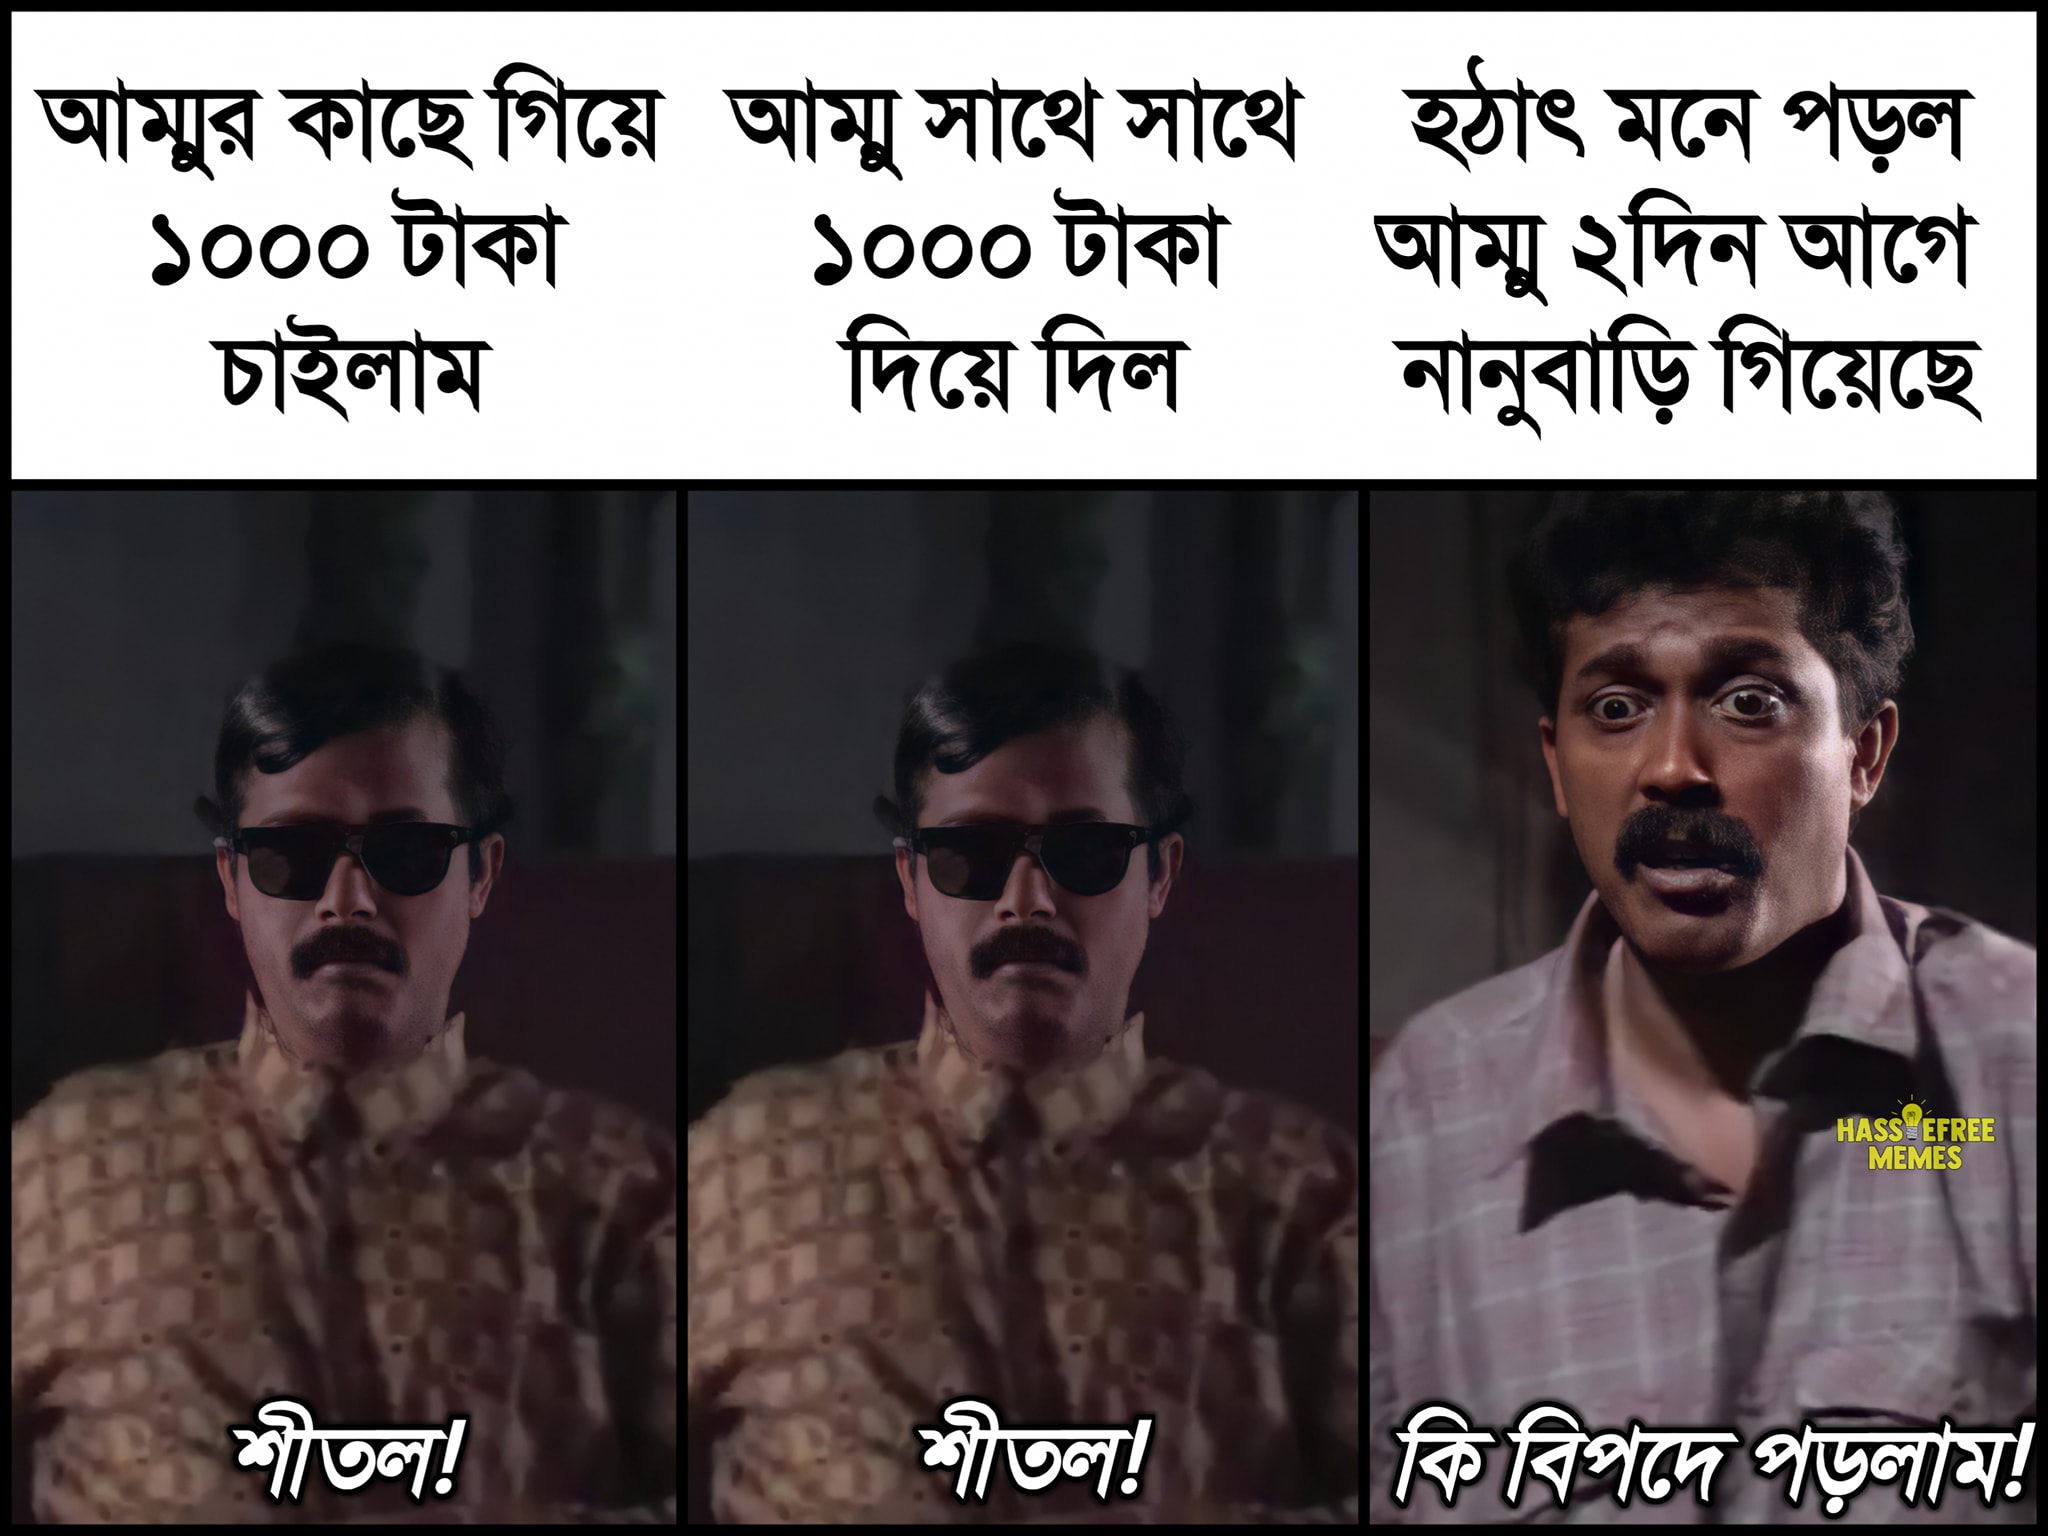 আম্মুর কাছে গিয়ে
১০০০ টাকা
চাইলাম
আম্মু সাথে সাথে
১০০০ টাকা
দিয়ে দিল
হঠাৎ মনে পড়ল
আম্মু ২দিন আগে
নানুবাড়ি গিয়েছে
শীতল!
শীতল!
কি বিপদে পড়লাম!
HASSLEFREE
MEMES